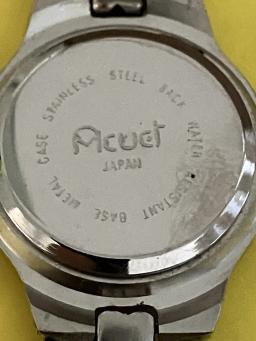 Acuet
JAPAN
STAINLESS STEEL BACK WATER RESISTANT BASE METAL CASE